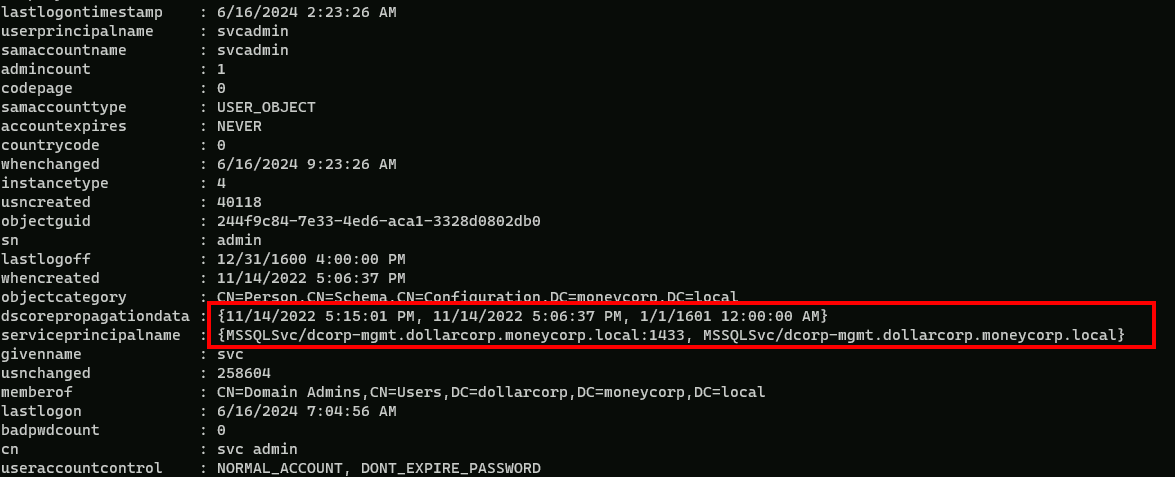 lastlogontimestamp : 6/16/2024 2:23:26 AM
userprincipalname : svcadmin
samaccountname : svcadmin
admincount : 1
codepage : 0
samaccounttype : USER_OBJECT
accountexpires : NEVER
countrycode : 0
whenchanged : 6/16/2024 9:23:26 AM
instancetype : 4
usncreated : 40118
objectguid : 244f9c84-7e33-4ed6-aca1-3328d0802db0
sn : admin
lastlogoff : 12/31/1600 4:00:00 PM
whencreated : 11/14/2022 5:06:37 PM
objectcategory : CN=Person,CN=Schema,CN=Configuration,DC=moneycorp,DC=local
dscorepropagationdata : {11/14/2022 5:15:01 PM, 11/14/2022 5:06:37 PM, 1/1/1601 12:00:00 AM}
serviceprincipalname : {MSSQLSvc/dcorp-mgmt.dollarcorp.moneycorp.local:1433, MSSQLSvc/dcorp-mgmt.dollarcorp.moneycorp.local}
givenname : svc
usnchanged : 258604
memberof : CN=Domain Admins,CN=Users,DC=dollarcorp,DC=moneycorp,DC=local
lastlogon : 6/16/2024 7:04:56 AM
badpwdcount : 0
cn : svc admin
useraccountcontrol : NORMAL_ACCOUNT, DONT_EXPIRE_PASSWORD